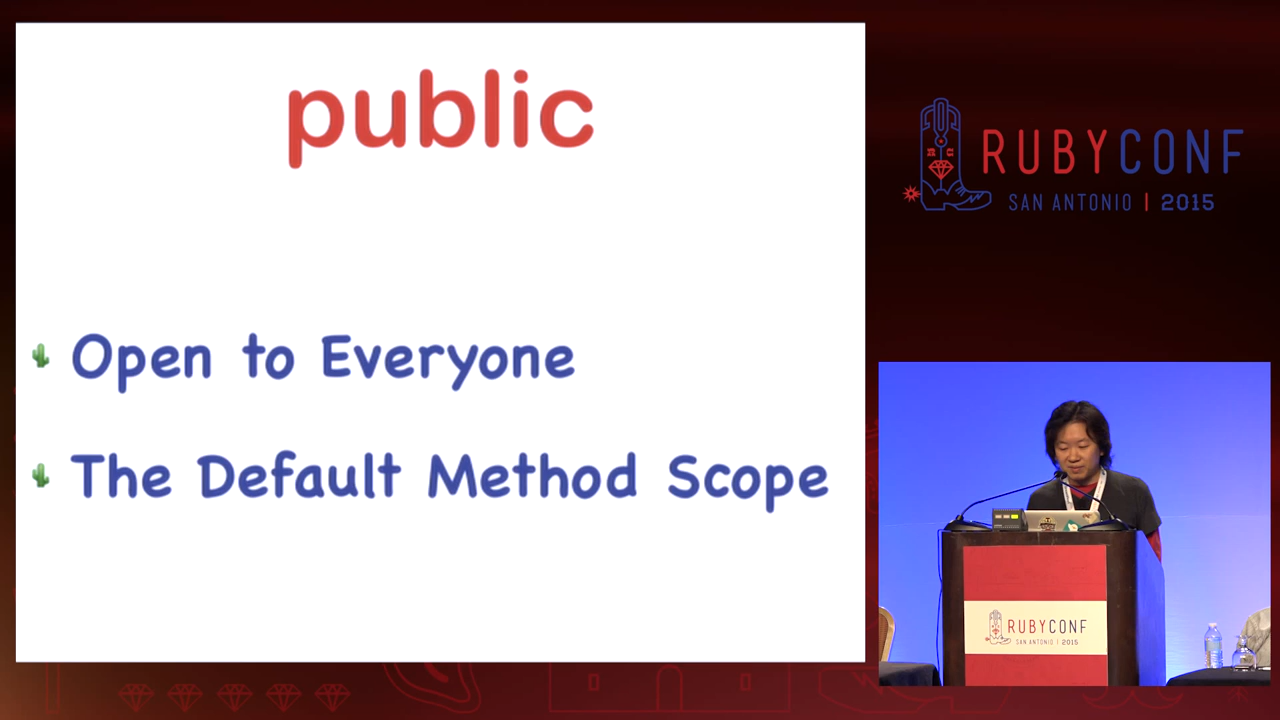 public
Open to Everyone
The Default Method Scope
RUBYCONF
SAN ANTONIO | 2015
RUBYCONF
SAN ANTONIO | 2015